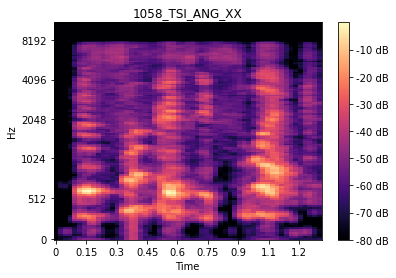 1058_TSI_ANG_XX
8192
4096
2048
1024
512
0
Hz
0 0.15 0.3 0.45 0.6 0.75 0.9 1.1 1.2
Time
-10 dB
-20 dB
-30 dB
-40 dB
-50 dB
-60 dB
-70 dB
-80 dB